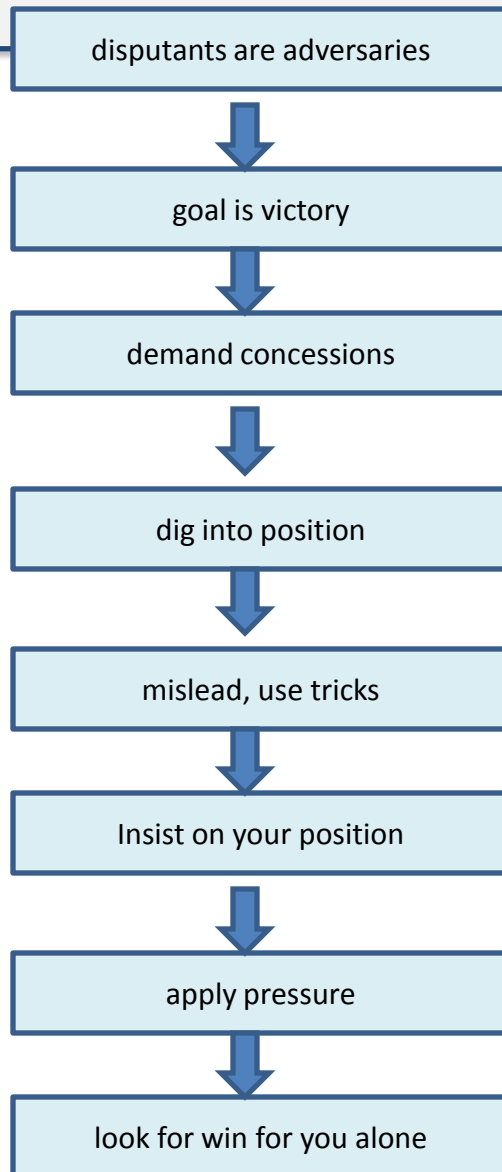 disputants are adversaries
goal is victory
demand concessions
dig into position
mislead, use tricks
Insist on your position
apply pressure
look for win for you alone